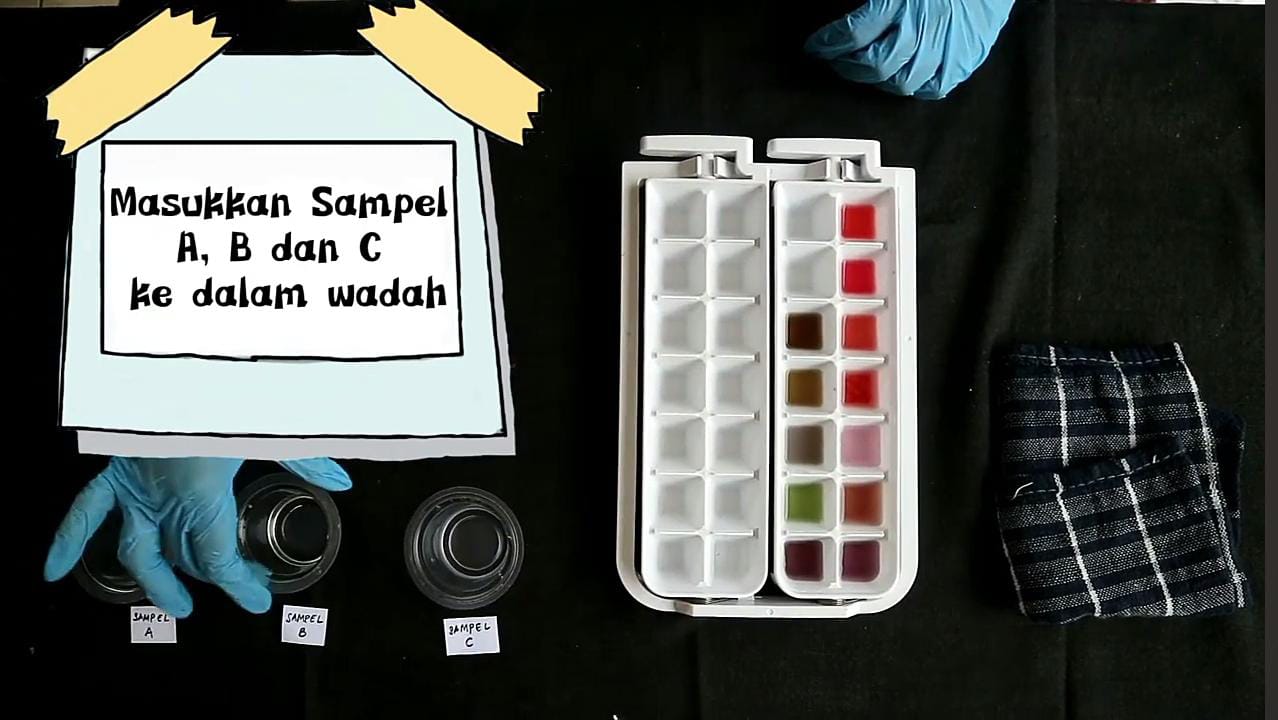 Masukkan Sampel
A, B dan C
ke dalam wadah
SAMPEL
A
SAMPEL
B
SAMPEL
C